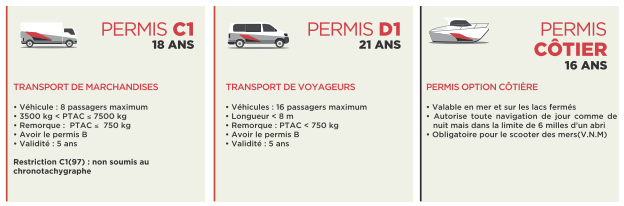 PERMIS C1
18 ANS
TRANSPORT DE MARCHANDISES
• Véhicule : 8 passagers maximum
• 3500 kg < PTAC ≤ 7500 kg
• Remorque : PTAC ≤ 750 kg
• Avoir le permis B
• Validité : 5 ans
Restriction C1(97) : non soumis au
chronotachygraphe
PERMIS D1
21 ANS
TRANSPORT DE VOYAGEURS
• Véhicules : 16 passagers maximum
• Longueur < 8 m
• Remorque : PTAC < 750 kg
• Avoir le permis B
• Validité : 5 ans
PERMIS
CÔTIER
16 ANS
PERMIS OPTION CÔTIÈRE
• Valable en mer et sur les lacs fermés
• Autorise toute navigation de jour comme de
nuit mais dans la limite de 6 milles d'un abri
• Obligatoire pour le scooter des mers(V.N.M)